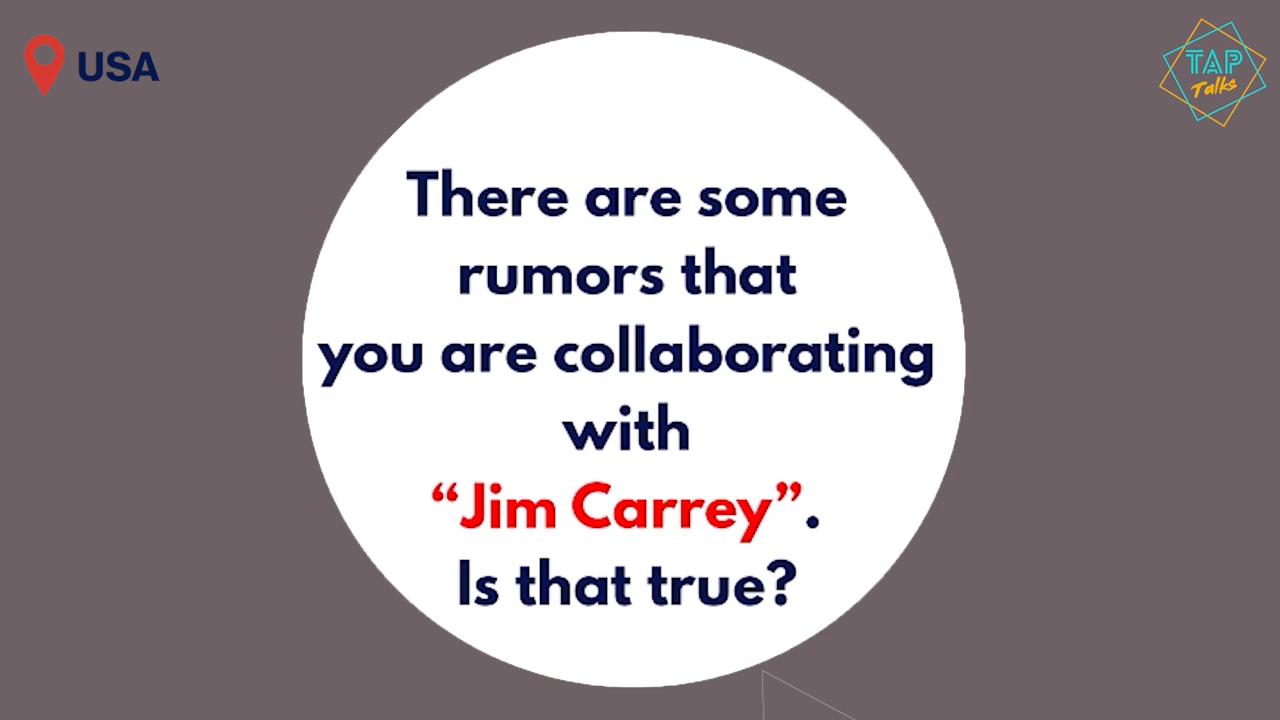 USA
TAP
Talks
There are some
rumors that
you are collaborating
with
“Jim Carrey”.
Is that true?